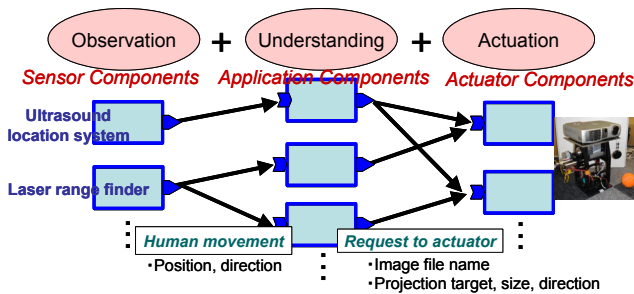 Observation + Understanding + Actuation
Sensor Components Application Components Actuator Components
Ultrasound
location system
Laser range finder
Human movement
・Position, direction
Request to actuator
・Image file name
・Projection target, size, direction